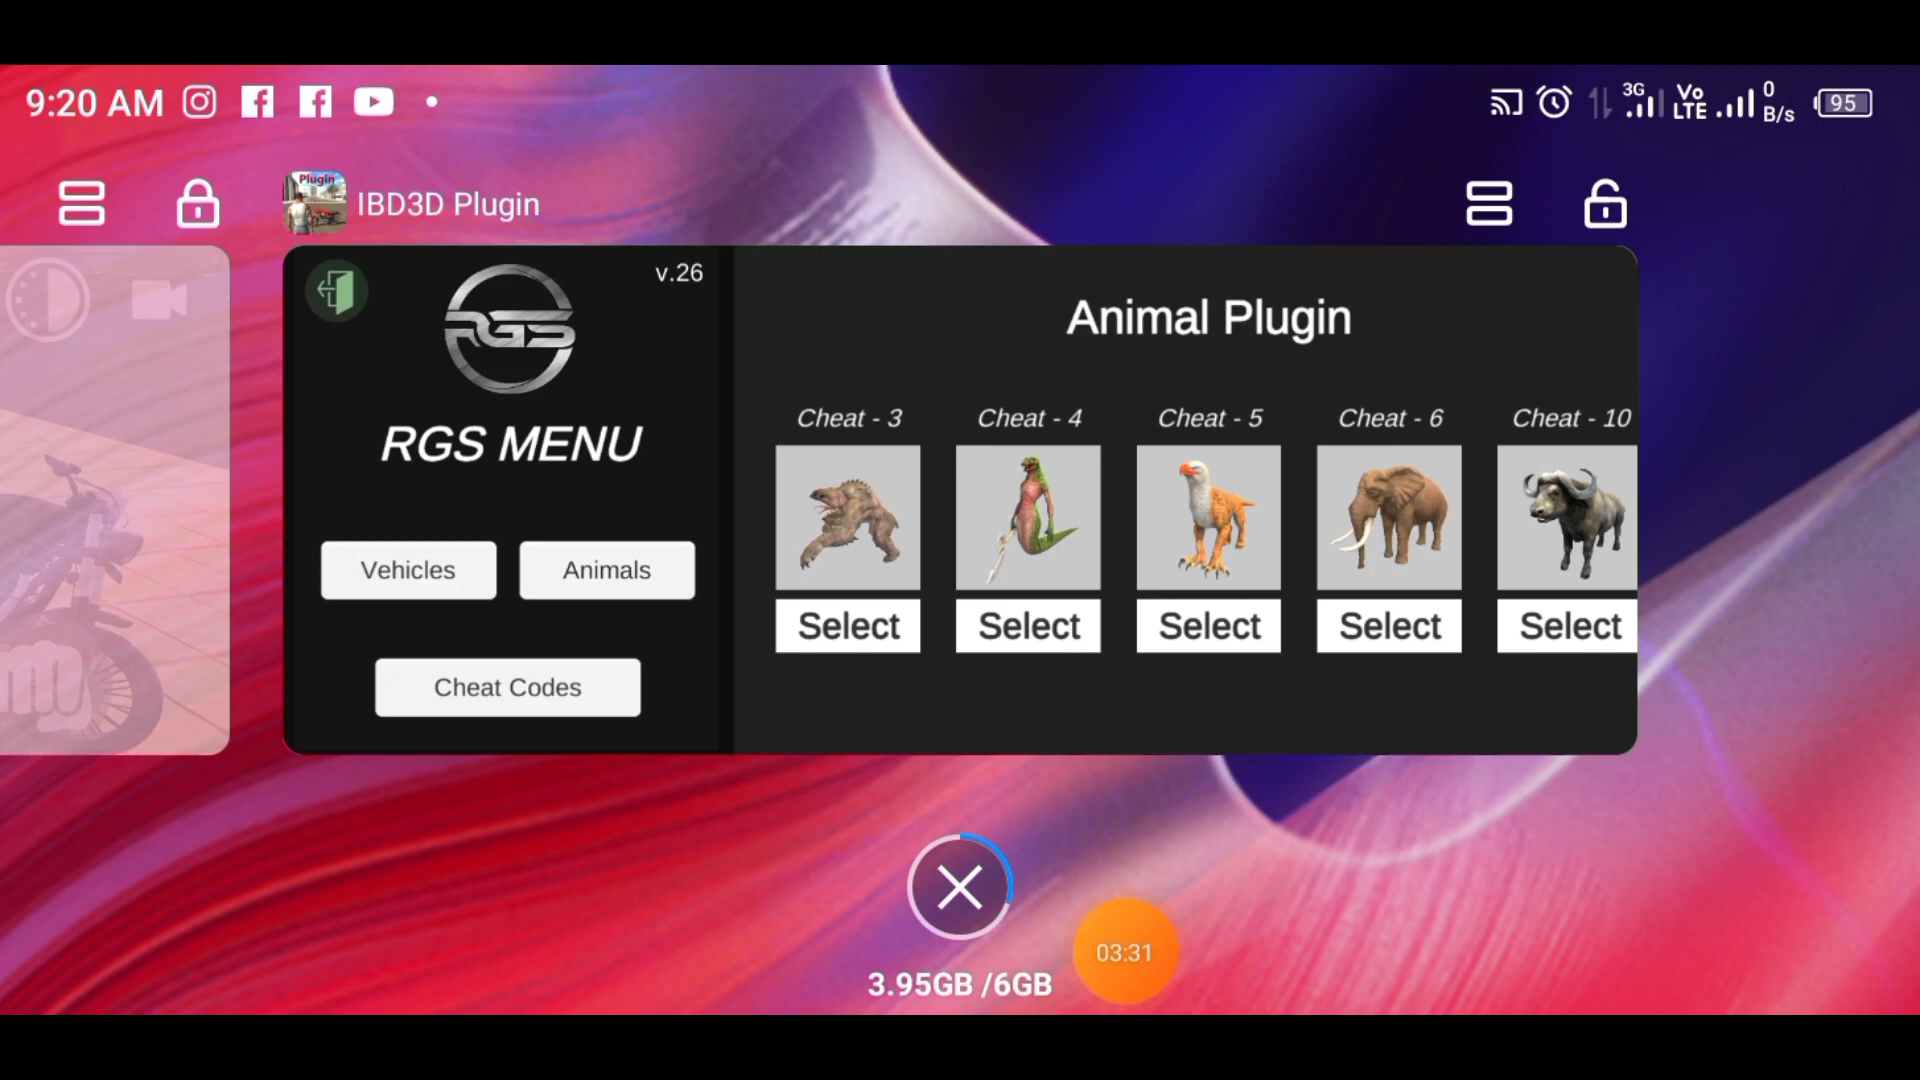 9:20 AM
3G
Vo
LTE
0
B/s
95
Plugin
IBD3D Plugin
v.26
RGS
RGS MENU
Vehicles
Animals
Cheat Codes
Animal Plugin
Cheat - 3
Cheat - 4
Cheat - 5
Cheat - 6
Cheat - 10
Select
Select
Select
Select
Select
03:31
3.95GB /6GB